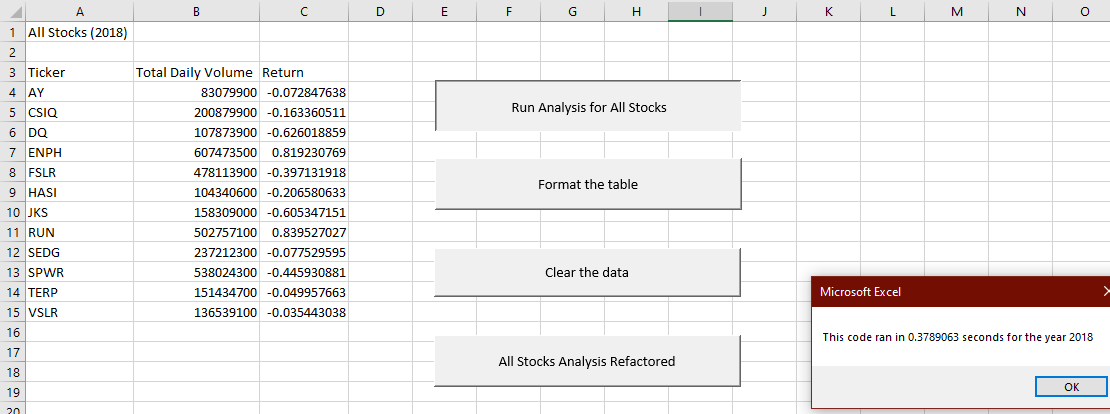 A B C D E F G H I J K L M N O
1 All Stocks (2018)
2
3 Ticker Total Daily Volume Return
4 AY 83079900 -0.072847638
5 CSIQ 200879900 -0.163360511
6 DQ 107873900 -0.626018859
7 ENPH 607473500 0.819230769
8 FSLR 478113900 -0.397131918
9 HASI 104340600 -0.206580633
10 JKS 158309000 -0.605347151
11 RUN 502757100 0.839527027
12 SEDG 237212300 -0.077529595
13 SPWR 538024300 -0.445930881
14 TERP 151434700 -0.049957663
15 VSLR 136539100 -0.035443038
16
17
18
19
20
Run Analysis for All Stocks
Format the table
Clear the data
All Stocks Analysis Refactored
Microsoft Excel
This code ran in 0.3789063 seconds for the year 2018
OK